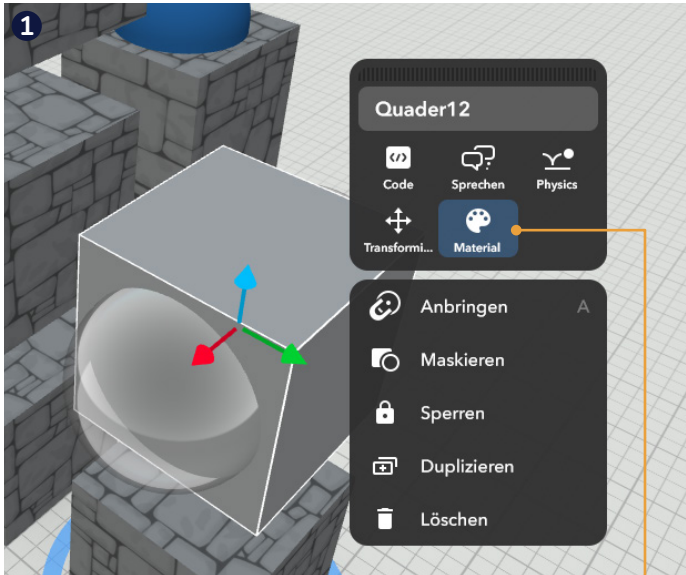 1
Quader12
Code Sprechen Physics
Transformi... Material
Anbringen A
Maskieren
Sperren
Duplizieren
Löschen